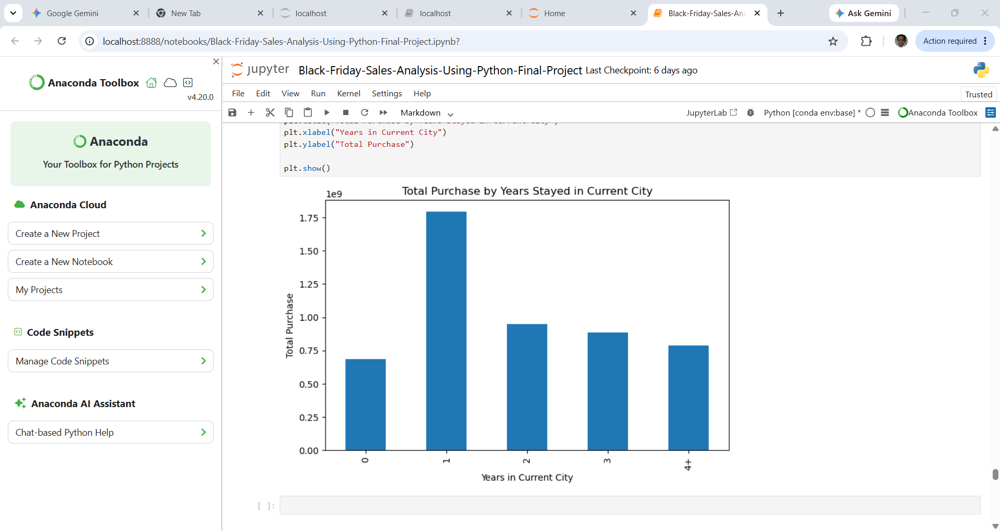 Google Gemini
New Tab
localhost
localhost
Home
Black-Friday-Sales-Ana
Ask Gemini
localhost:8888/notebooks/Black-Friday-Sales-Analysis-Using-Python-Final-Project.ipynb?
Action required
Anaconda Toolbox
v4.20.0
Anaconda
Your Toolbox for Python Projects
Anaconda Cloud
Create a New Project
Create a New Notebook
My Projects
Code Snippets
Manage Code Snippets
Anaconda AI Assistant
Chat-based Python Help
jupyter Black-Friday-Sales-Analysis-Using-Python-Final-Project Last Checkpoint: 6 days ago
File Edit View Run Kernel Settings Help
Trusted
Markdown
JupyterLab
Python [conda env:base] *
Anaconda Toolbox
plt.xlabel("Years in Current City")
plt.ylabel("Total Purchase")
plt.show()
Total Purchase by Years Stayed in Current City
1e9
1.75
1.50
1.25
1.00
0.75
0.50
0.25
0.00
Total Purchase
0 1 2 3 4+
Years in Current City
[ ]: